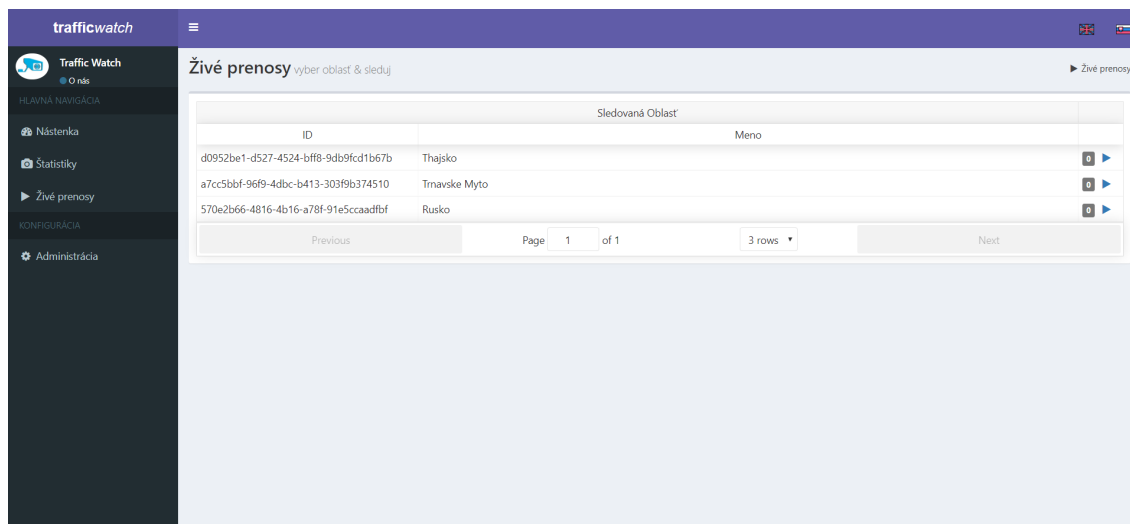 trafficwatch
Traffic Watch
O nás
HLAVNÁ NAVIGÁCIA
Nástenka
Štatistiky
Živé prenosy
KONFIGURÁCIA
Administrácia
Živé prenosy vyber oblasť & sleduj
Živé prenosy
Sledovaná Oblasť
ID Meno
d0952be1-d527-4524-bff8-9db9fcd1b67b Thajsko 0
a7cc5bbf-96f9-4dbc-b413-303f9b374510 Trnavske Myto 0
570e2b66-4816-4b16-a78f-91e5ccaadfbf Rusko 0
Previous Page 1 of 1 3 rows Next